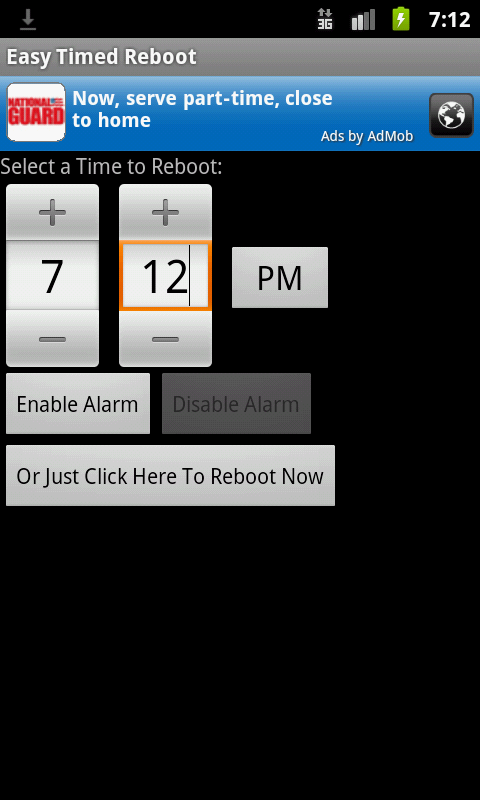 3G
7:12
Easy Timed Reboot
NATIONAL
GUARD
Now, serve part-time, close
to home
Ads by AdMob
Select a Time to Reboot:
+ +
7 12 PM
− −
Enable Alarm Disable Alarm
Or Just Click Here To Reboot Now